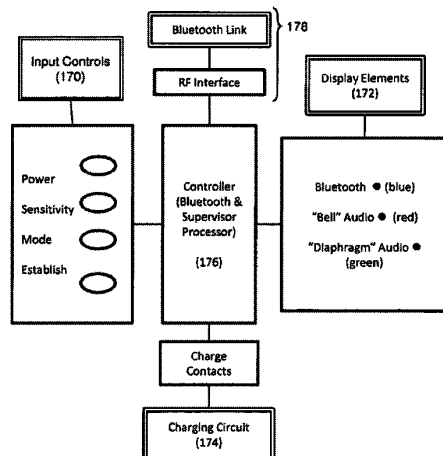 Bluetooth Link
178
RF Interface
Input Controls
(170)
Display Elements
(172)
Power
Sensitivity
Mode
Establish
Controller
(Bluetooth &
Supervisor
Processor)
(176)
Bluetooth ● (blue)
"Bell" Audio ● (red)
"Diaphragm" Audio ●
(green)
Charge
Contacts
Charging Circuit
(174)